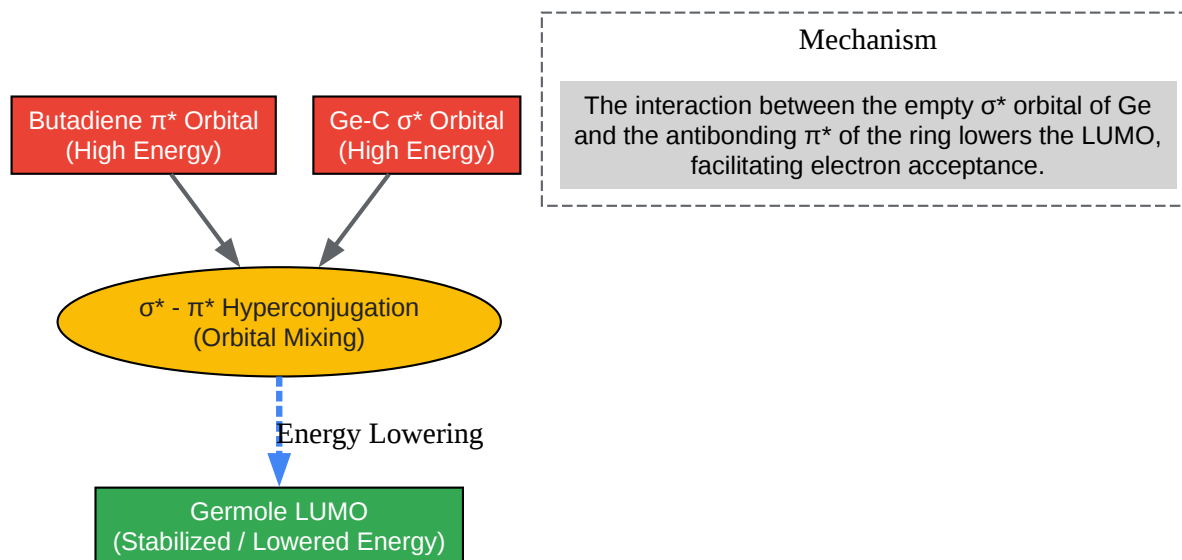 Mechanism
The interaction between the empty σ* orbital of Ge
and the antibonding π* of the ring lowers the LUMO,
facilitating electron acceptance.
Butadiene π* Orbital
(High Energy)
Ge-C σ* Orbital
(High Energy)
σ* - π* Hyperconjugation
(Orbital Mixing)
Energy Lowering
Germole LUMO
(Stabilized / Lowered Energy)